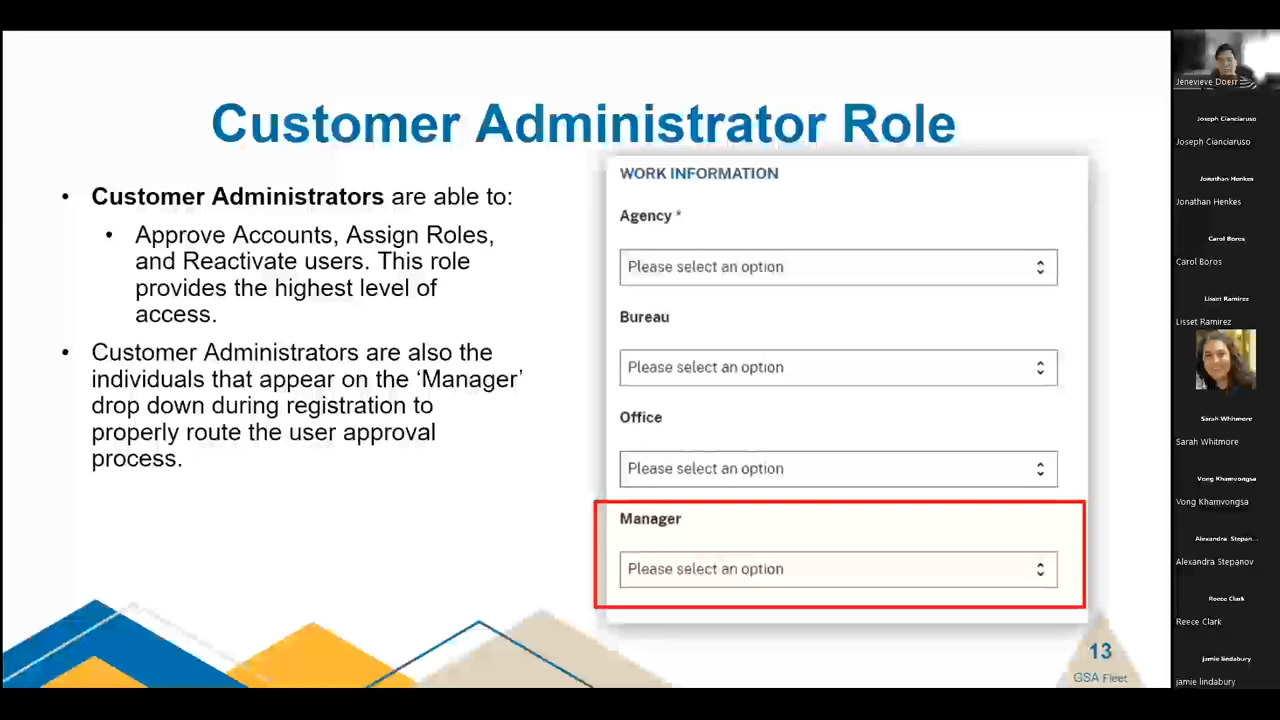 Customer Administrator Role
• Customer Administrators are able to:
• Approve Accounts, Assign Roles,
and Reactivate users. This role
provides the highest level of
access.
• Customer Administrators are also the
individuals that appear on the ‘Manager’
drop down during registration to
properly route the user approval
process.
WORK INFORMATION
Agency *
Please select an option
Bureau
Please select an option
Office
Please select an option
Manager
Please select an option
13
GSA Fleet
Jenevieve Doerr
Joseph Cianciaruso
Joseph Cianciaruso
Jonathan Henkes
Jonathan Henkes
Carol Boros
Carol Boros
Lisset Ramirez
Lisset Ramirez
Sarah Whitmore
Sarah Whitmore
Vong Khamvongsa
Vong Khamvongsa
Alexandra Stepan...
Alexandra Stepanov
Reece Clark
Reece Clark
jamie lindabury
jamie lindabury